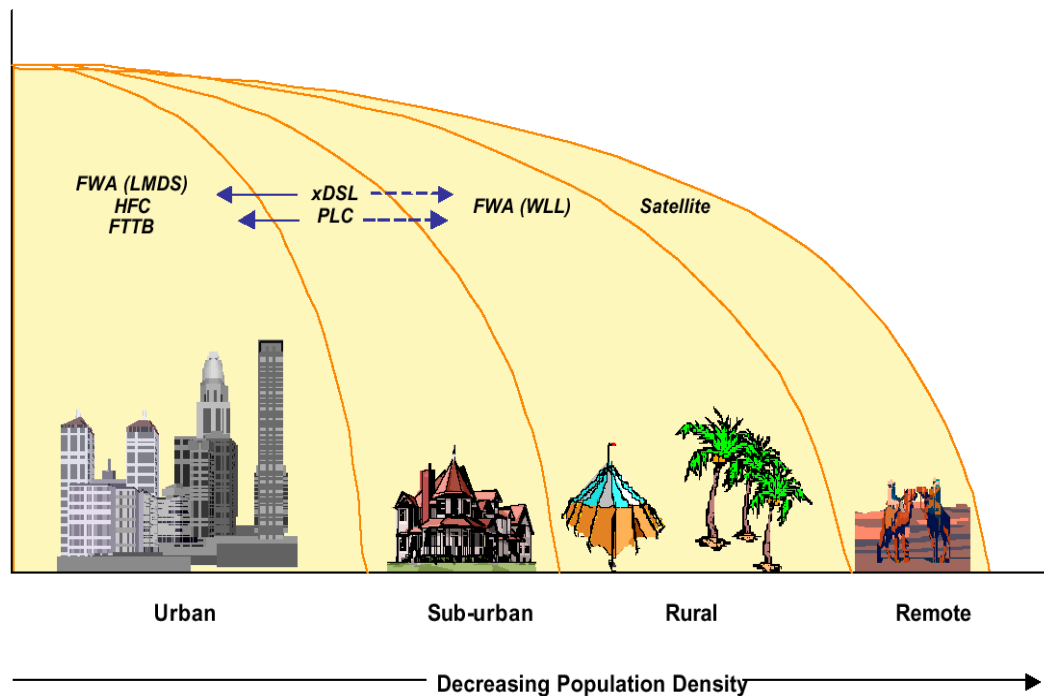 FWA (LMDS)
HFC
FTTB
xDSL
PLC
FWA (WLL)
Satellite
Urban
Sub-urban
Rural
Remote
Decreasing Population Density